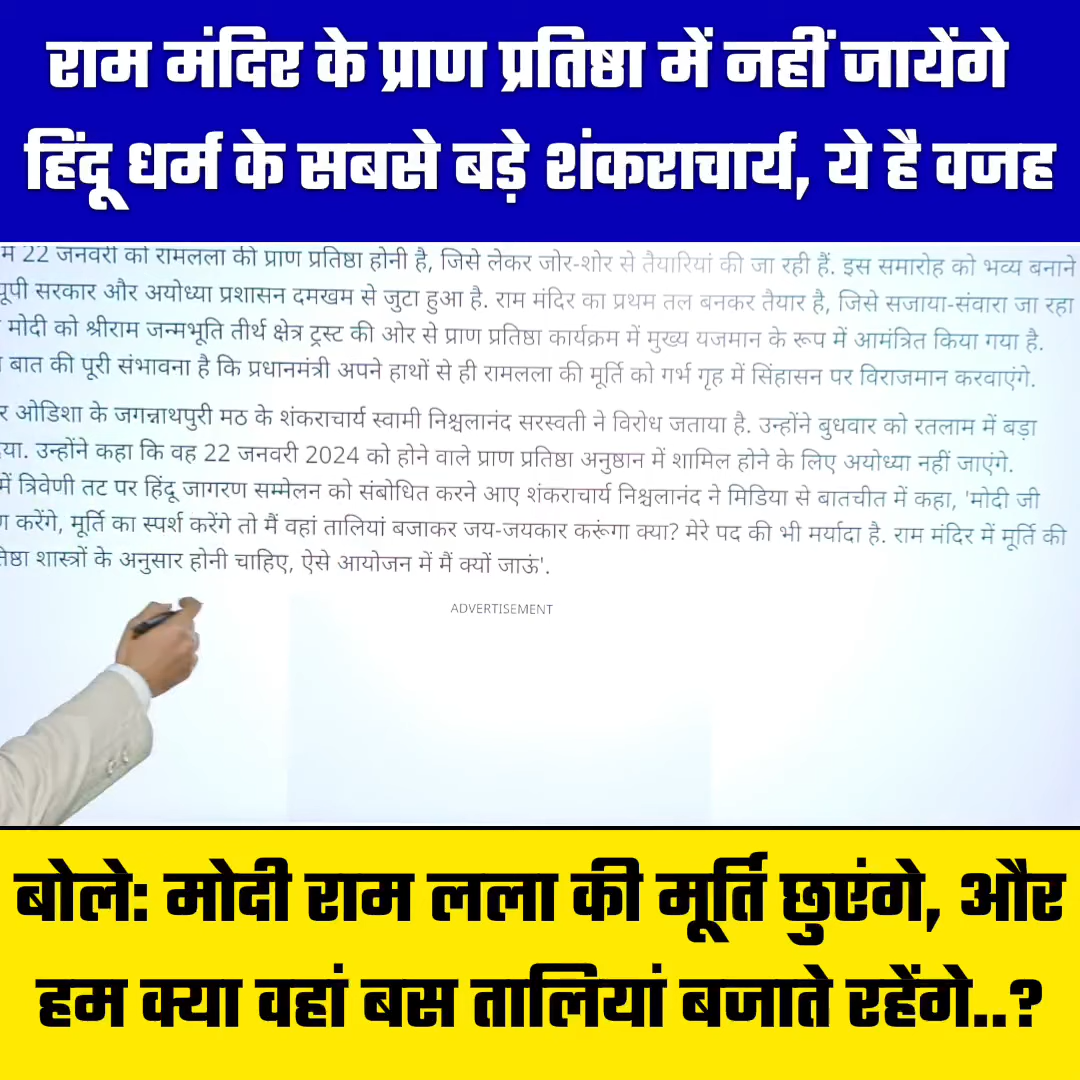 राम मंदिर के प्राण प्रतिष्ठा में नहीं जायेंगे
हिंदू धर्म के सबसे बड़े शंकराचार्य, ये है वजह
22 जनवरी को रामलला की प्राण प्रतिष्ठा होनी है, जिसे लेकर जोर-शोर से तैयारियां की जा रही हैं. इस समारोह को भव्य बनाने
यूपी सरकार और अयोध्या प्रशासन दमखम से जुटा हुआ है. राम मंदिर का प्रथम तल बनकर तैयार है, जिसे सजाया-संवारा जा रहा
मोदी को श्रीराम जन्मभूति तीर्थ क्षेत्र ट्रस्ट की ओर से प्राण प्रतिष्ठा कार्यक्रम में मुख्य यजमान के रूप में आमंत्रित किया गया है.
बात की पूरी संभावना है कि प्रधानमंत्री अपने हाथों से ही रामलला की मूर्ति को गर्भ गृह में सिंहासन पर विराजमान करवाएंगे.
ओडिशा के जगन्नाथपुरी मठ के शंकराचार्य स्वामी निश्चलानंद सरस्वती ने विरोध जताया है. उन्होंने बुधवार को रतलाम में बड़ा
उन्होंने कहा कि वह 22 जनवरी 2024 को होने वाले प्राण प्रतिष्ठा अनुष्ठान में शामिल होने के लिए अयोध्या नहीं जाएंगे.
में त्रिवेणी तट पर हिंदू जागरण सम्मेलन को संबोधित करने आए शंकराचार्य निश्चलानंद ने मिडिया से बातचीत में कहा, 'मोदी जी
करेंगे, मूर्ति का स्पर्श करेंगे तो मैं वहां तालियां बजाकर जय-जयकार करूंगा क्या? मेरे पद की भी मर्यादा है. राम मंदिर में मूर्ति की
शास्त्रों के अनुसार होनी चाहिए, ऐसे आयोजन में मैं क्यों जाऊं'.
ADVERTISEMENT
बोले: मोदी राम लला की मूर्ति छुएंगे, और
हम क्या वहां बस तालियां बजाते रहेंगे..?